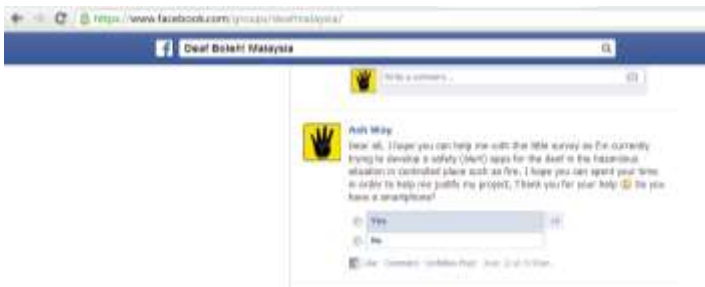 https://www.facebook.com/groups/deafmalaysia/
Deaf Boleh! Malaysia
Write a comment...
Ash Way
Dear all, I hope you can help me with this little survey as I'm currently
trying to develop a safety (alert) apps for the deaf in the hazardous
situation in controlled place such as fire. I hope you can spend your time
in order to help me justify my project. Thank you for your help Do you
have a smartphone?
Yes
No
Like Comment Unfollow Post June